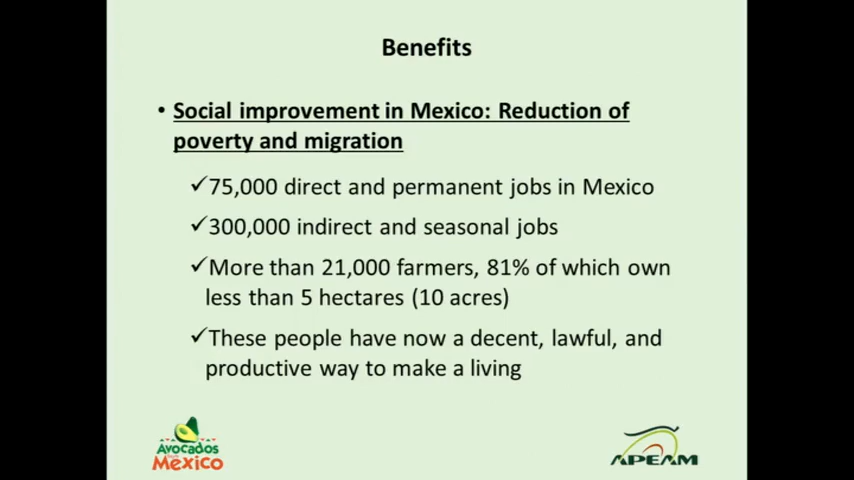 Benefits
• Social improvement in Mexico: Reduction of
poverty and migration
✓75,000 direct and permanent jobs in Mexico
✓300,000 indirect and seasonal jobs
✓More than 21,000 farmers, 81% of which own
less than 5 hectares (10 acres)
✓These people have now a decent, lawful, and
productive way to make a living
Avocados
Mexico
APEAM